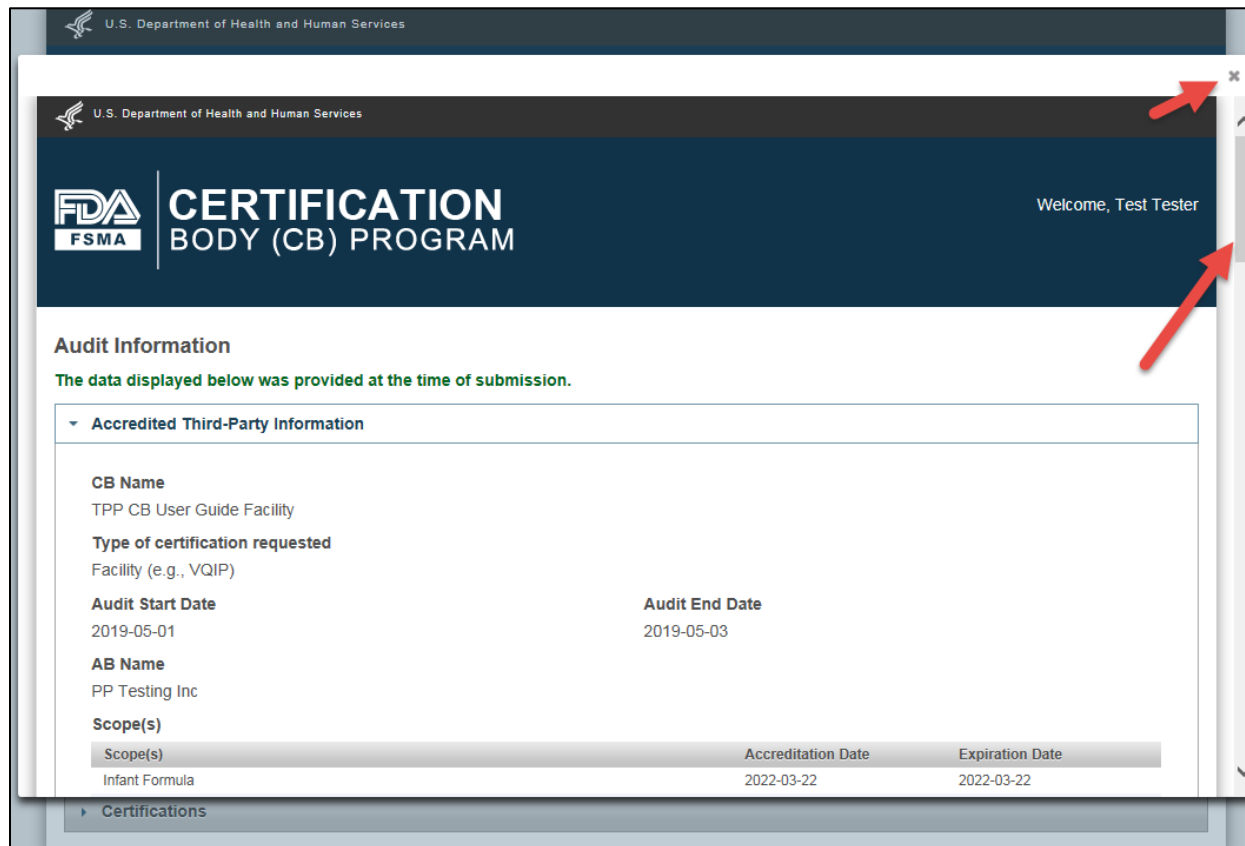 U.S. Department of Health and Human Services
U.S. Department of Health and Human Services
FDA
FSMA
CERTIFICATION
BODY (CB) PROGRAM
Welcome, Test Tester
Audit Information
The data displayed below was provided at the time of submission.
Accredited Third-Party Information
CB Name
TPP CB User Guide Facility
Type of certification requested
Facility (e.g., VQIP)
Audit Start Date Audit End Date
2019-05-01 2019-05-03
AB Name
PP Testing Inc
Scope(s)
Scope(s) Accreditation Date Expiration Date
Infant Formula 2022-03-22 2022-03-22
Certifications